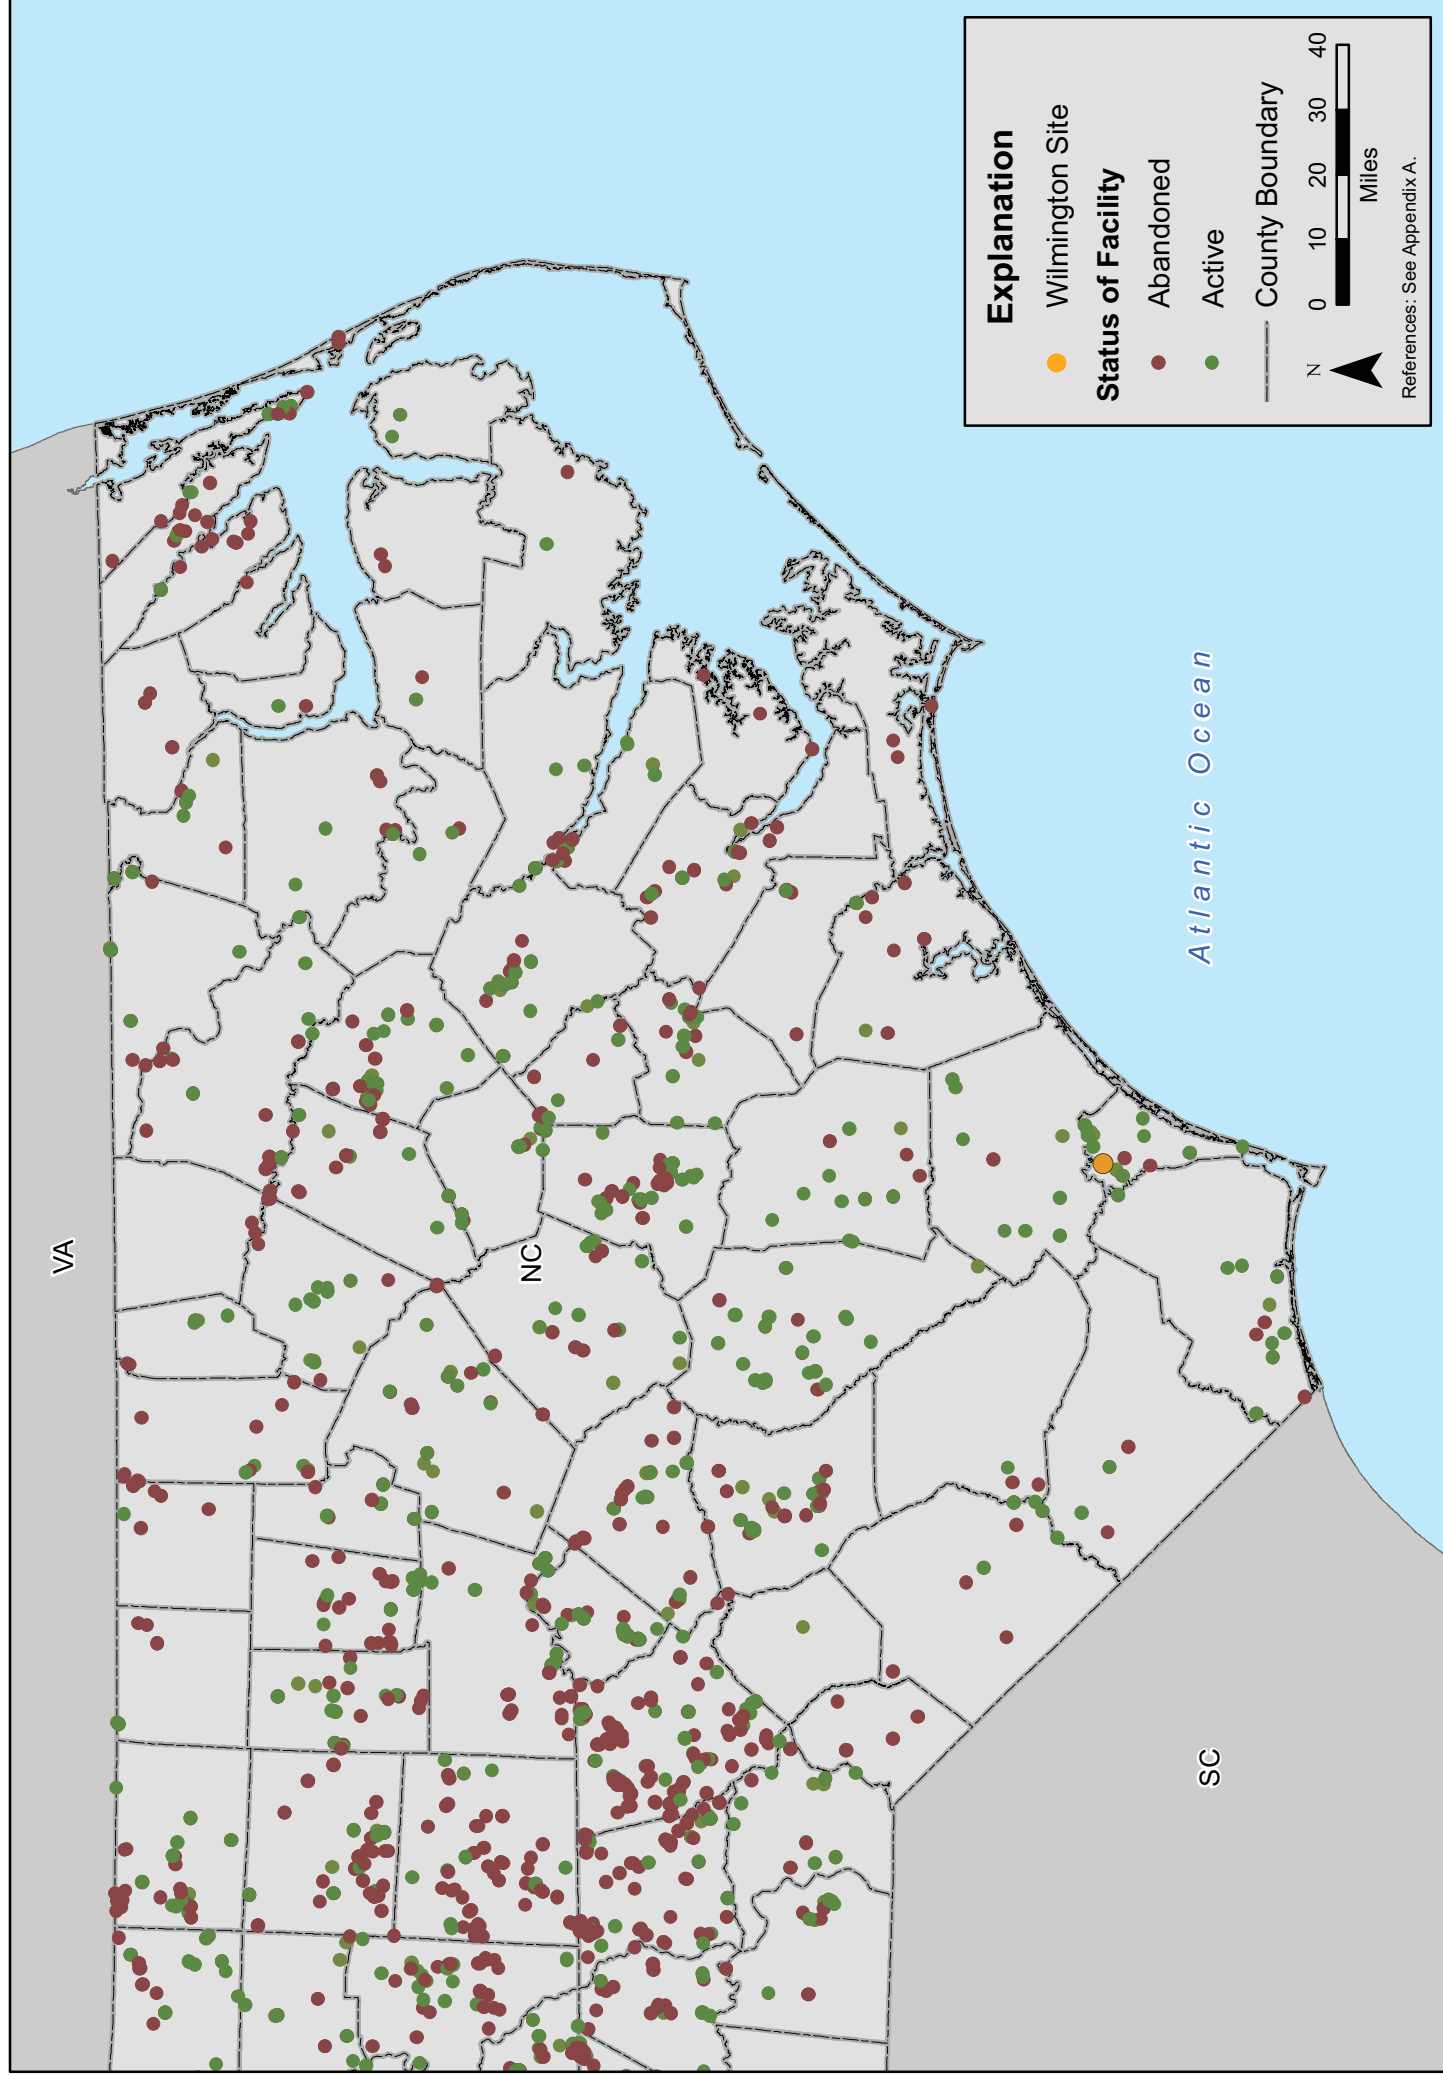 VA
NC
SC
Atlantic Ocean
Explanation
Wilmington Site
Status of Facility
Abandoned
Active
County Boundary
N
0 10 20 30 40
Miles
References: See Appendix A.